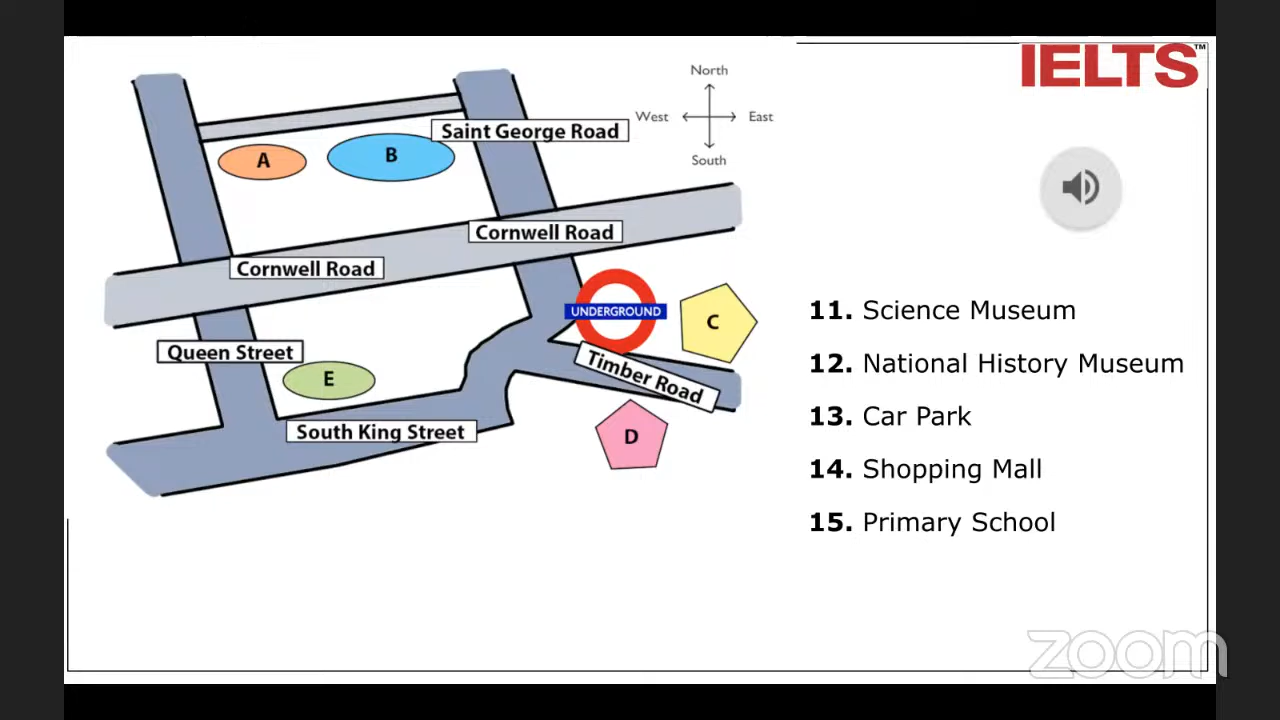 IELTS™
North
West
East
South
Saint George Road
A
B
Cornwell Road
Cornwell Road
UNDERGROUND
C
Queen Street
Timber Road
E
South King Street
D
11. Science Museum
12. National History Museum
13. Car Park
14. Shopping Mall
15. Primary School
zoom